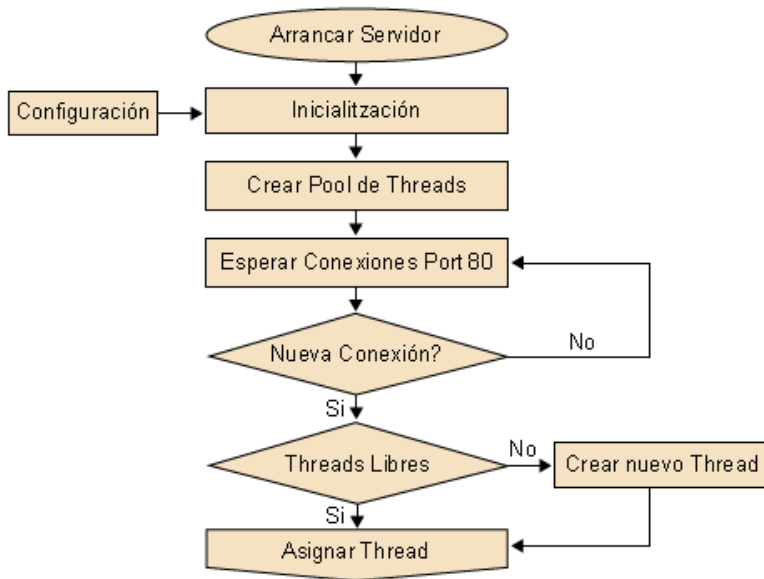 Arrancar Servidor
Configuración
Inicialitzación
Crear Pool de Threads
Esperar Conexiones Port 80
Nueva Conexión?
No
Si
Threads Libres
No
Crear nuevo Thread
Si
Asignar Thread